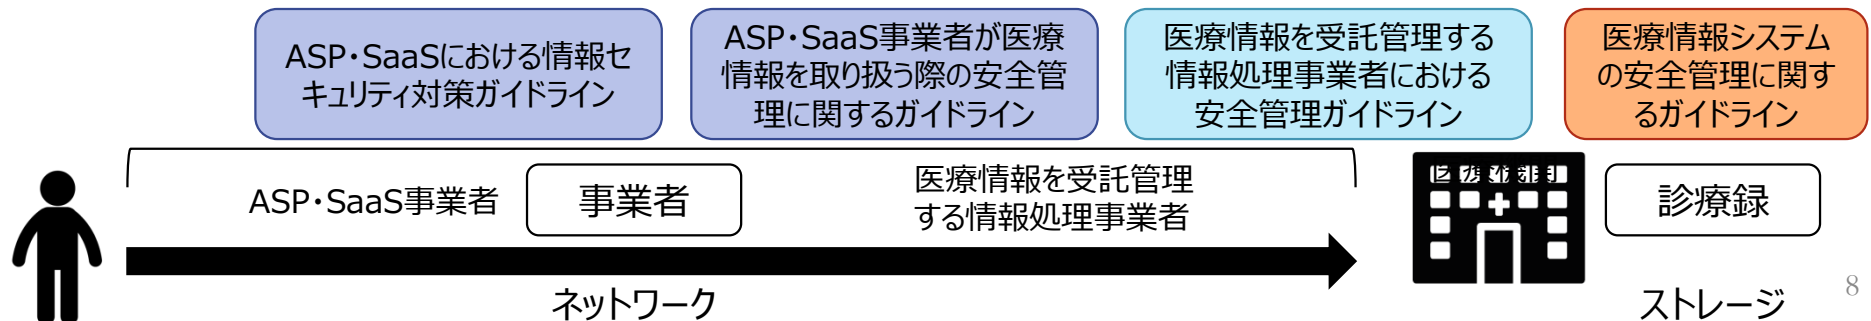 ASP・SaaSにおける情報セ
キュリティ対策ガイドライン
ASP・SaaS事業者が医療
情報を取り扱う際の安全管
理に関するガイドライン
医療情報を受託管理する
情報処理事業者における
安全管理ガイドライン
医療情報システム
の安全管理に関す
るガイドライン
ASP・SaaS事業者
事業者
医療情報を受託管理
する情報処理事業者
医療機関
診療録
ネットワーク
ストレージ
8